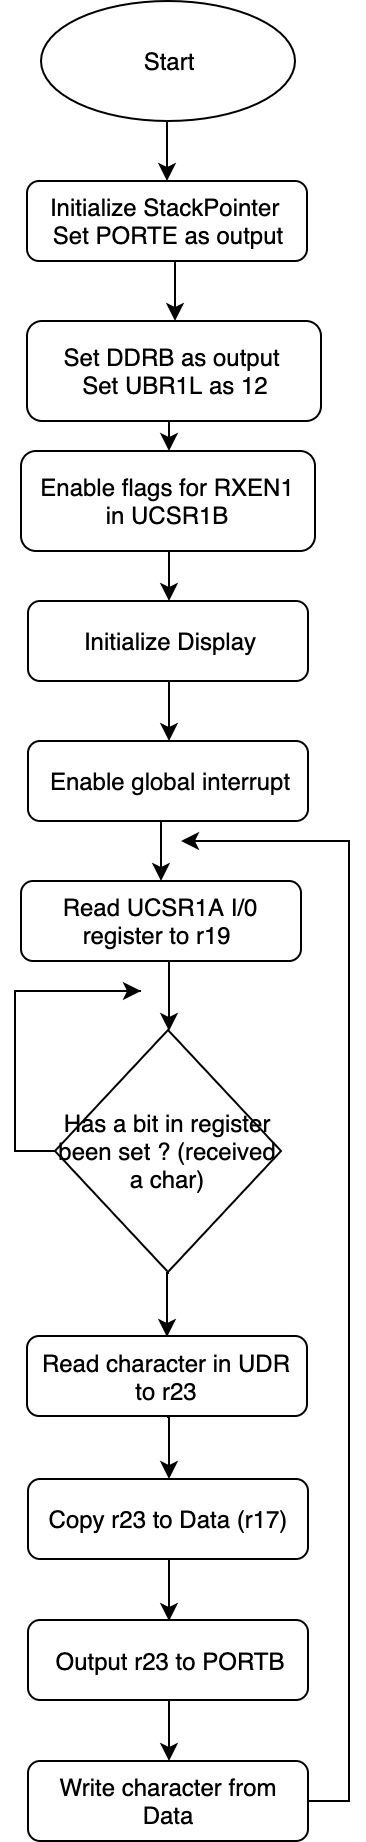 Start
Initialize StackPointer
Set PORTE as output
Set DDRB as output
Set UBR1L as 12
Enable flags for RXEN1
in UCSR1B
Initialize Display
Enable global interrupt
Read UCSR1A I/0
register to r19
Has a bit in register
been set ? (received
a char)
Read character in UDR
to r23
Copy r23 to Data (r17)
Output r23 to PORTB
Write character from
Data